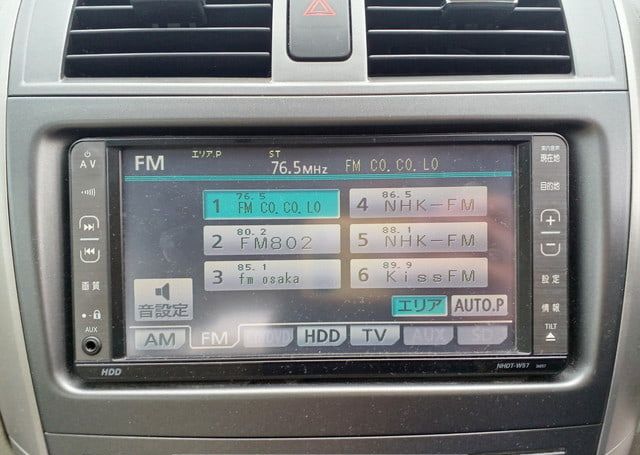 FM
エリア.P
ST
76.5MHz
FM CO.CO.LO
1 76.5 FM CO.CO.LO
4 86.5 NHK-FM
2 80.2 FM802
5 88.1 NHK-FM
3 85.1 fm osaka
6 89.9 KissFM
音設定
エリア AUTO.P
AM FM HDD TV AUX
AV
画質
AUX
HDD
現在地
目的地
設定
情報
TILT
NHDT-W57